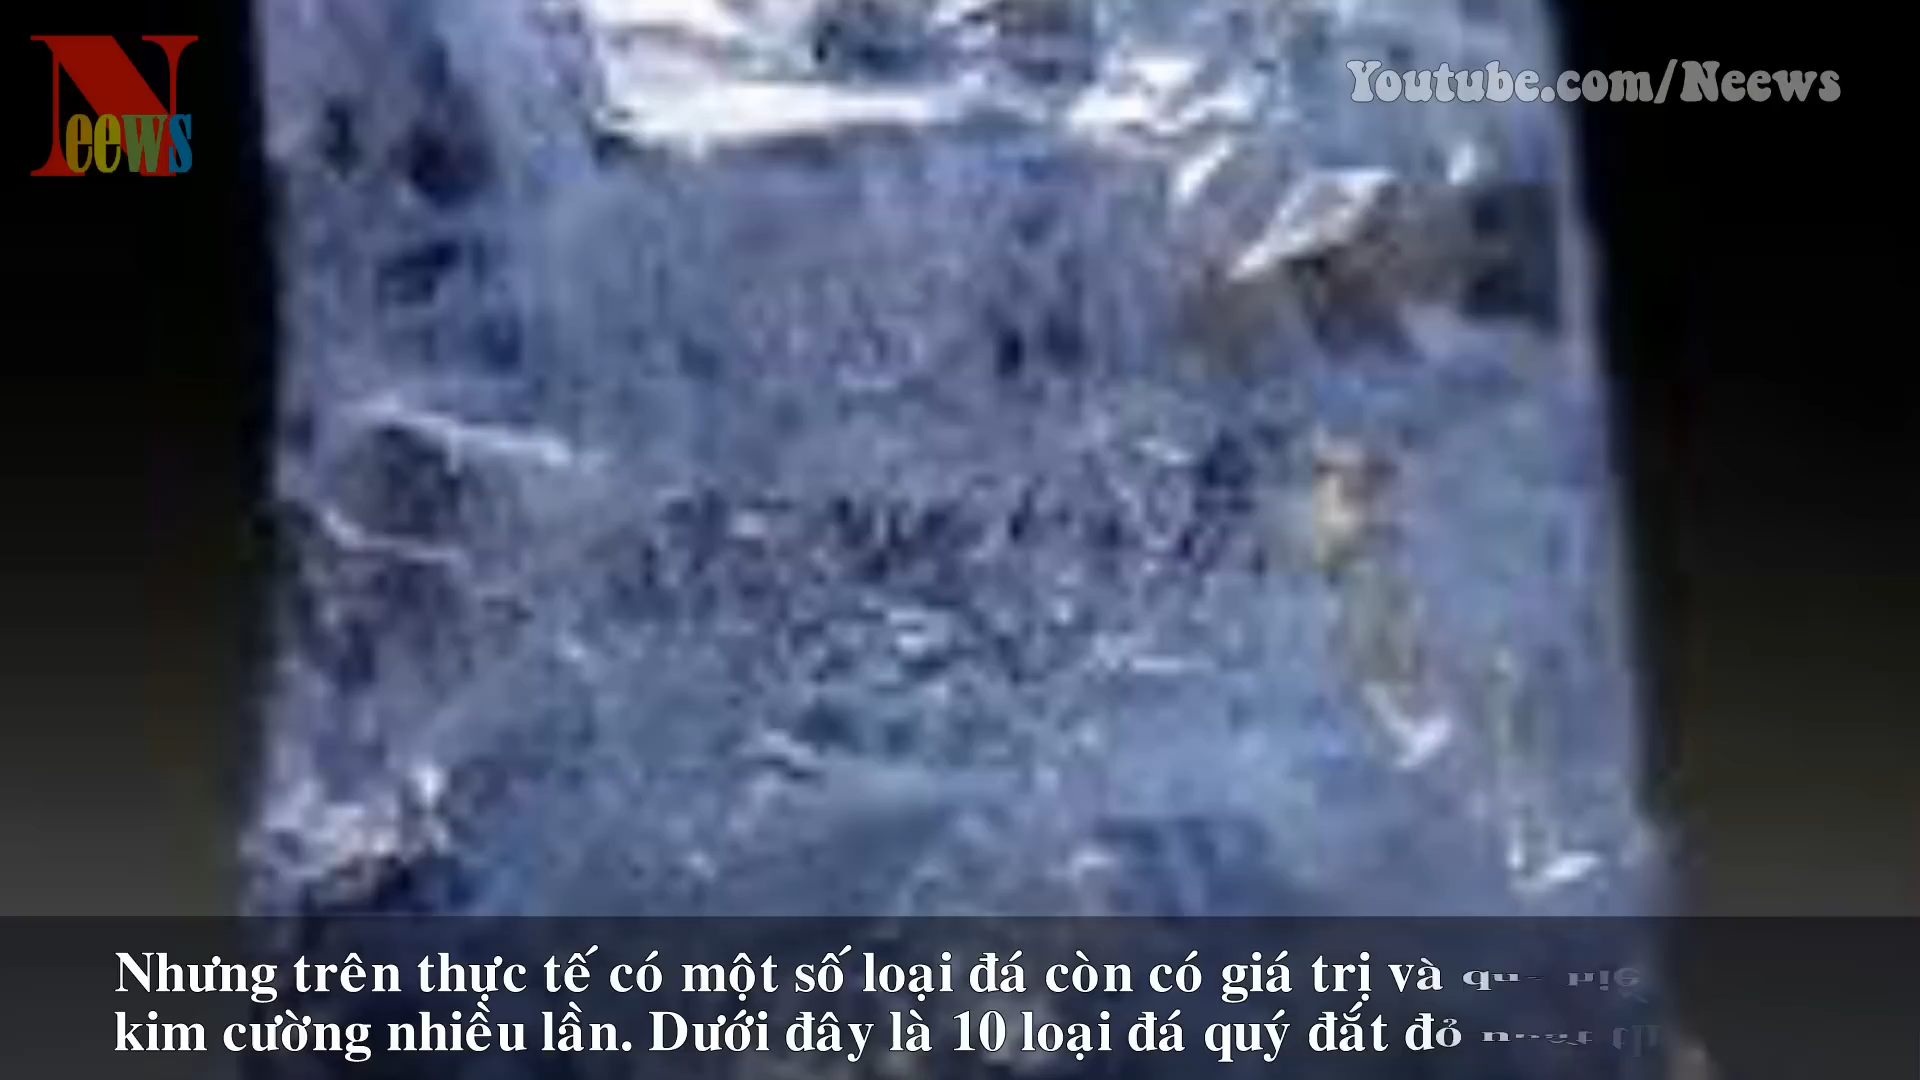 Neews
Youtube.com/Neews
Nhưng trên thực tế có một số loại đá còn có giá trị và
kim cường nhiều lần. Dưới đây là 10 loại đá quý đắt đỏ